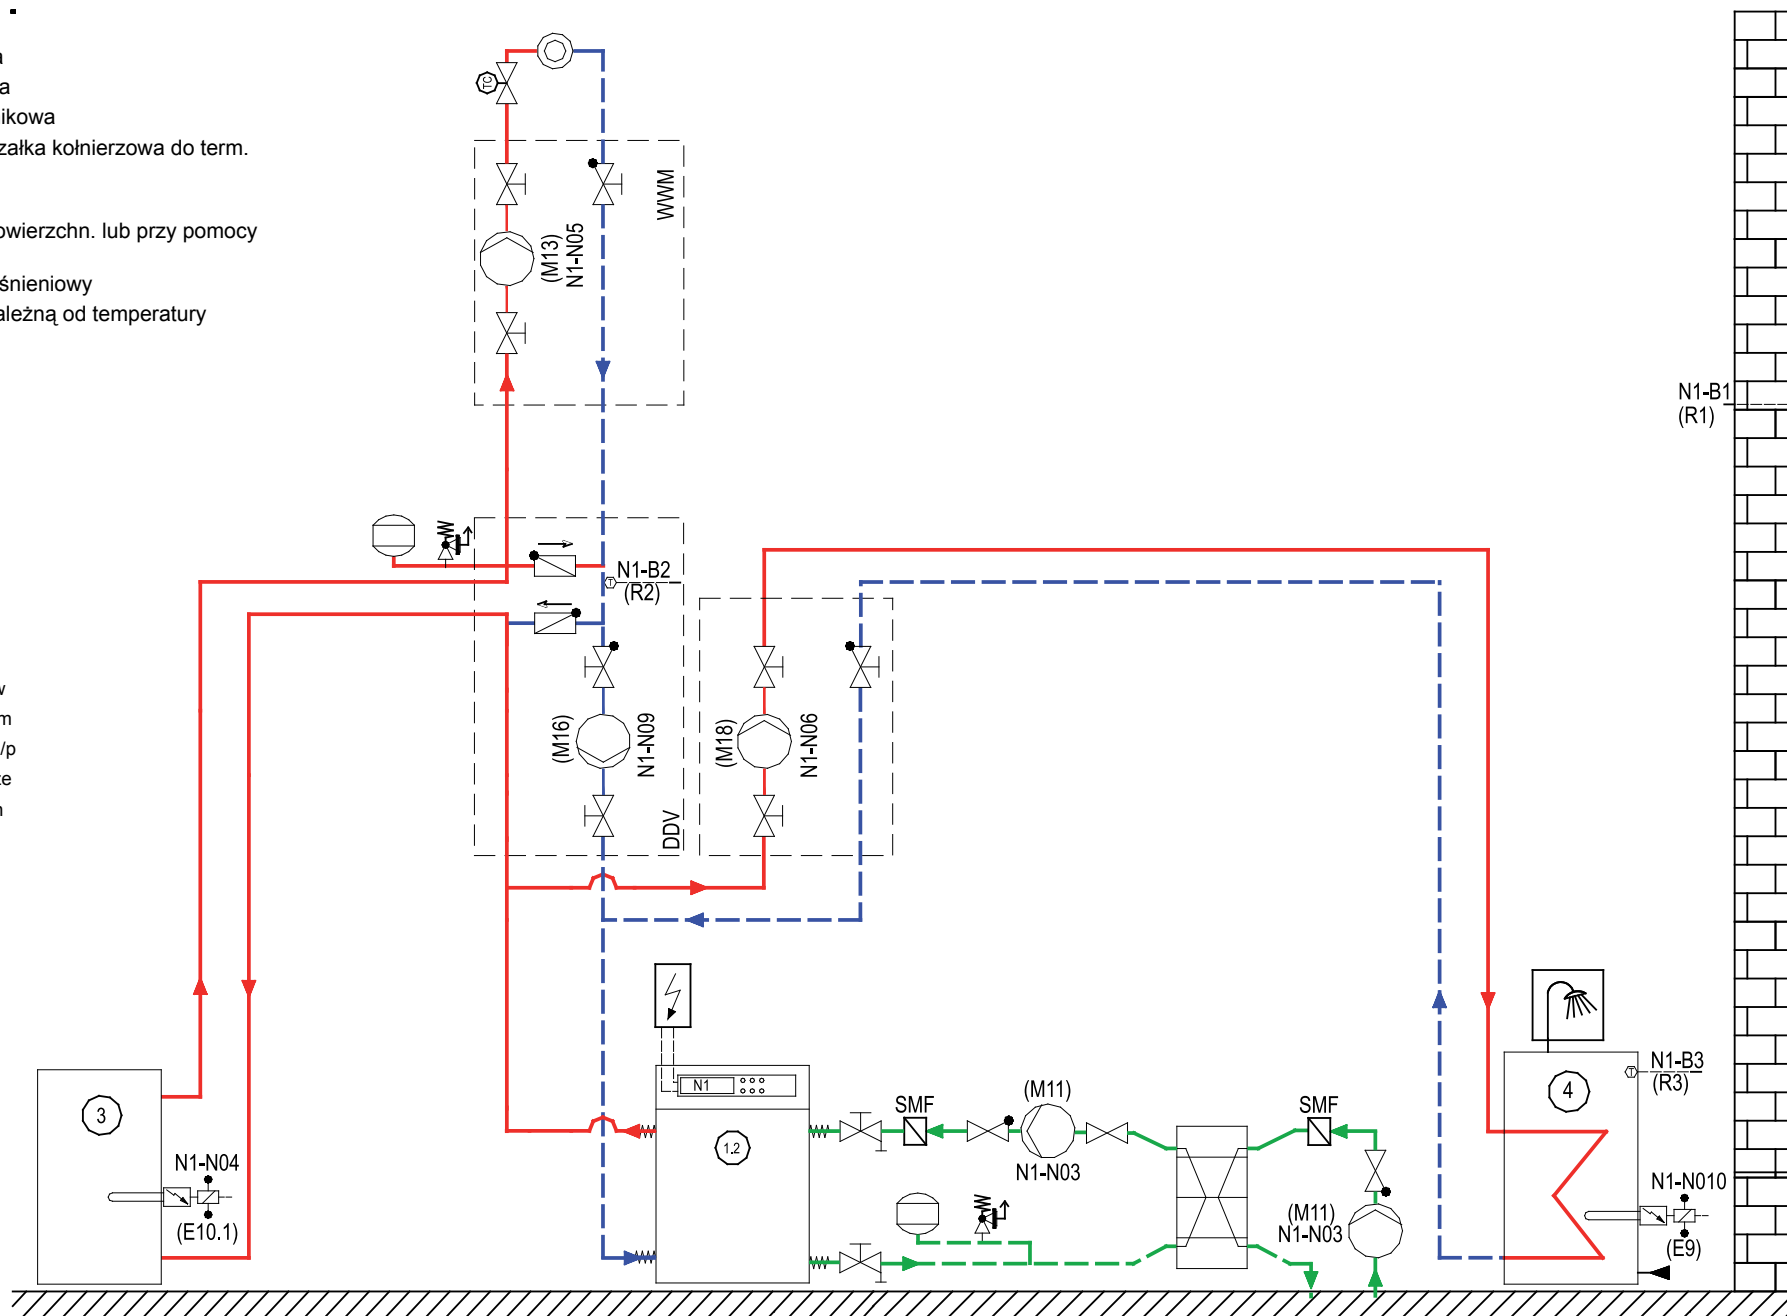 a
a
ikowa
załka kołnierzowa do term.
owierzchn. lub przy pomocy
śnieniowy
ależną od temperatury
TC
WWM
(M13)
N1-N05
N1-B1
(R1)
N1-B2
(R2)
T
w
m
/p
że
n
(M16)
N1-N09
DDV
(M18)
N1-N06
N1
1.2
3
N1-N04
(E10.1)
SMF
(M11)
N1-N03
SMF
(M11)
N1-N03
4
T
N1-B3
(R3)
N1-N010
(E9)